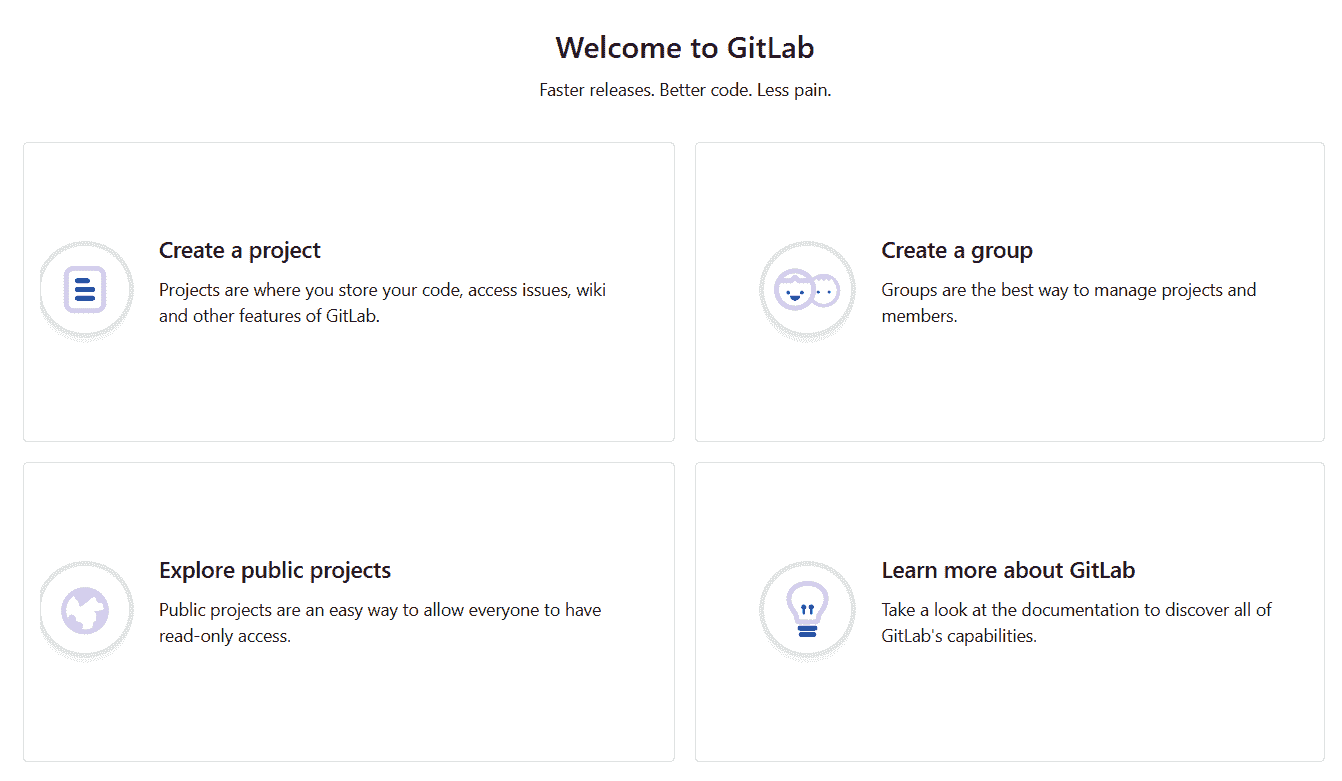 Welcome to GitLab
Faster releases. Better code. Less pain.
Create a project
Projects are where you store your code, access issues, wiki
and other features of GitLab.
Create a group
Groups are the best way to manage projects and
members.
Explore public projects
Public projects are an easy way to allow everyone to have
read-only access.
Learn more about GitLab
Take a look at the documentation to discover all of
GitLab's capabilities.